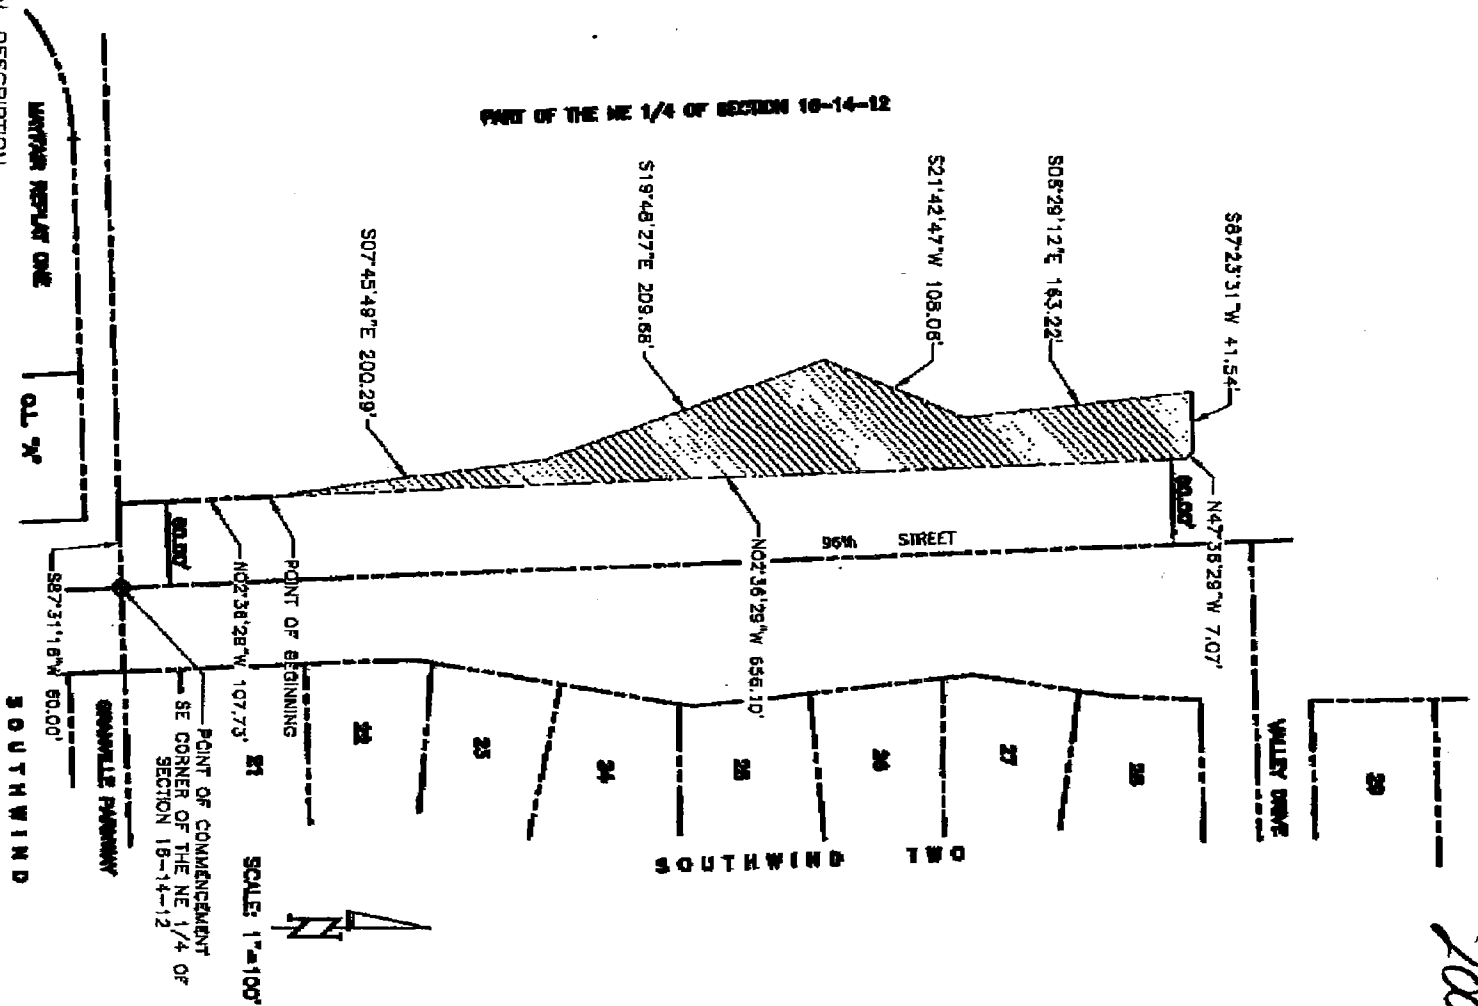 PART OF THE NE 1/4 OF SECTION 16-14-12
S87°23'31"W 41.54'
S05°29'12"E 163.22'
S21°42'47"W 108.06'
S19°48'27"E 209.68'
S07°45'49"E 200.29'
N47°36'29"W 7.07'
60.00'
96th STREET
N02°36'29"W 656.10'
POINT OF BEGINNING
N02°36'29"W 107.73'
60.00'
S87°31'18"W 60.00'
MAYFAIR REPLAT ONE
O.L. "A"
DESCRIPTION
VALLEY DRIVE
29
28
27
26
25
24
23
22
21
SOUTHWIND TWO
GRANVILLE PARKWAY
POINT OF COMMENCEMENT
SE CORNER OF THE NE 1/4 OF
SECTION 16-14-12
SOUTHWIND
SCALE: 1"=100'
N